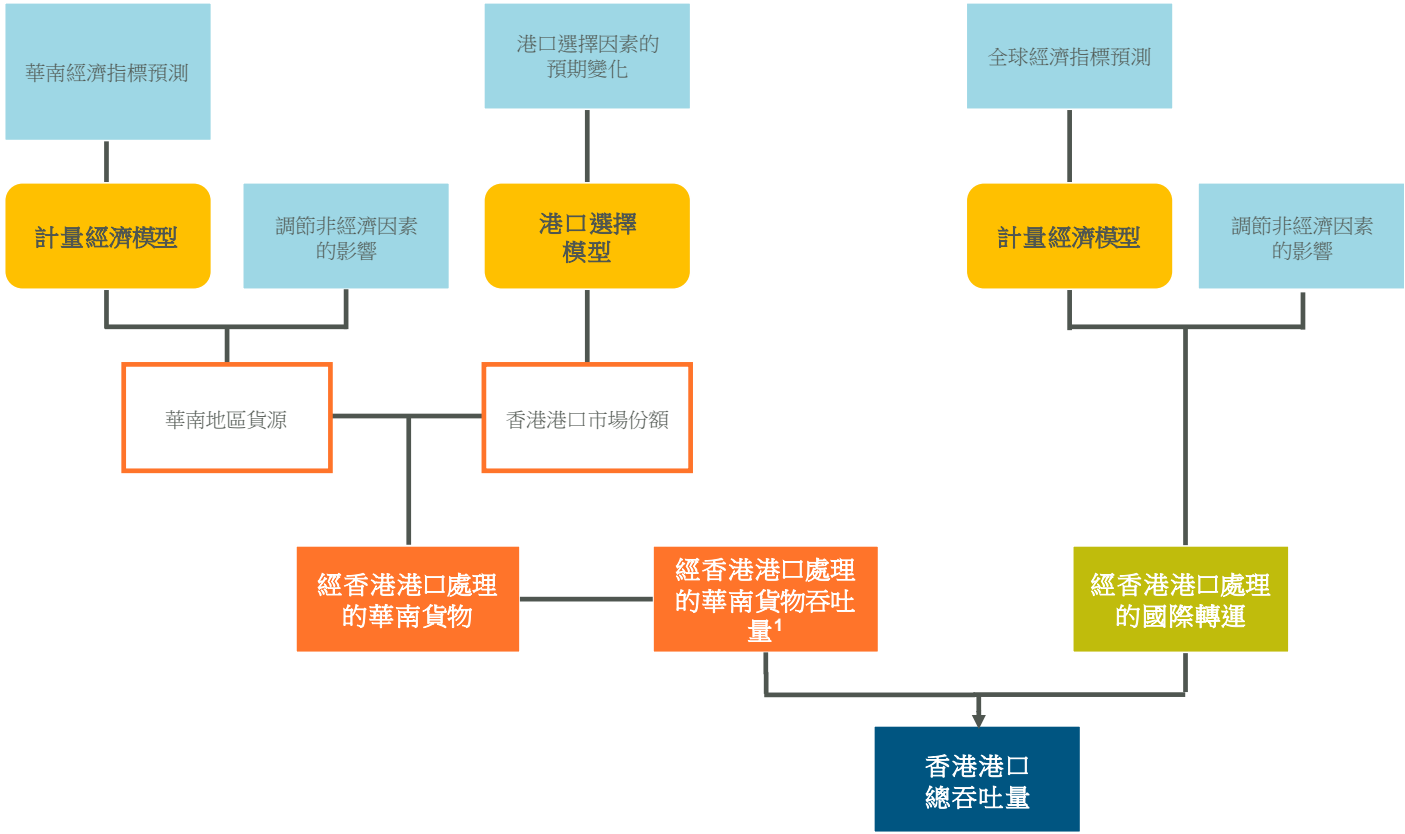 華南經濟指標預測
港口選擇因素的
預期變化
全球經濟指標預測
計量經濟模型
調節非經濟因素
的影響
港口選擇
模型
計量經濟模型
調節非經濟因素
的影響
華南地區貨源
香港港口市場份額
經香港港口處理
的華南貨物
經香港港口處理
的華南貨物吞吐
量1
經香港港口處理
的國際轉運
香港港口
總吞吐量